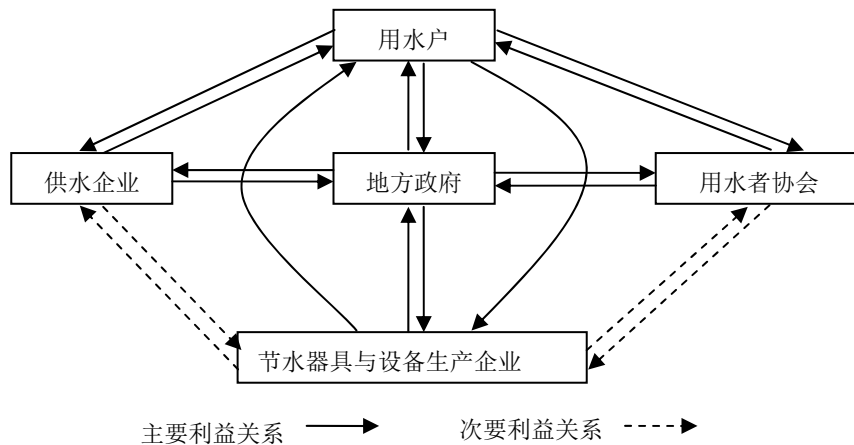 用水户
供水企业
地方政府
用水者协会
节水器具与设备生产企业
主要利益关系
次要利益关系